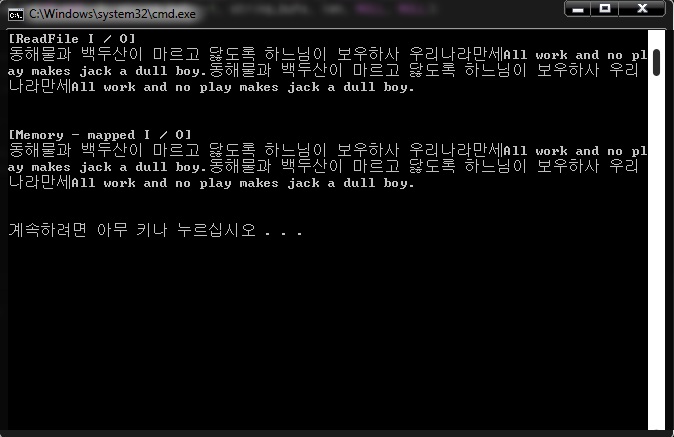 C:\Windows\system32\cmd.exe
[ReadFile I / O]
동해물과 백두산이 마르고 닳도록 하느님이 보우하사 우리나라만세All work and no pl
ay makes jack a dull boy.동해물과 백두산이 마르고 닳도록 하느님이 보우하사 우리
나라만세All work and no play makes jack a dull boy.
[Memory - mapped I / O]
동해물과 백두산이 마르고 닳도록 하느님이 보우하사 우리나라만세All work and no pl
ay makes jack a dull boy.동해물과 백두산이 마르고 닳도록 하느님이 보우하사 우리
나라만세All work and no play makes jack a dull boy.
계속하려면 아무 키나 누르십시오 . . .